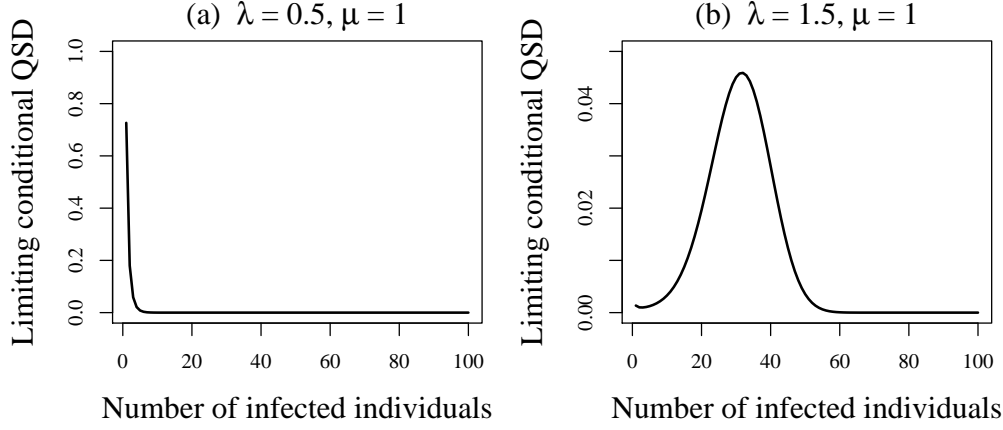 (a) λ = 0.5, μ = 1
Limiting conditional QSD
1.0
0.8
0.6
0.4
0.2
0.0
0 20 40 60 80 100
Number of infected individuals
(b) λ = 1.5, μ = 1
Limiting conditional QSD
0.04
0.02
0.00
0 20 40 60 80 100
Number of infected individuals